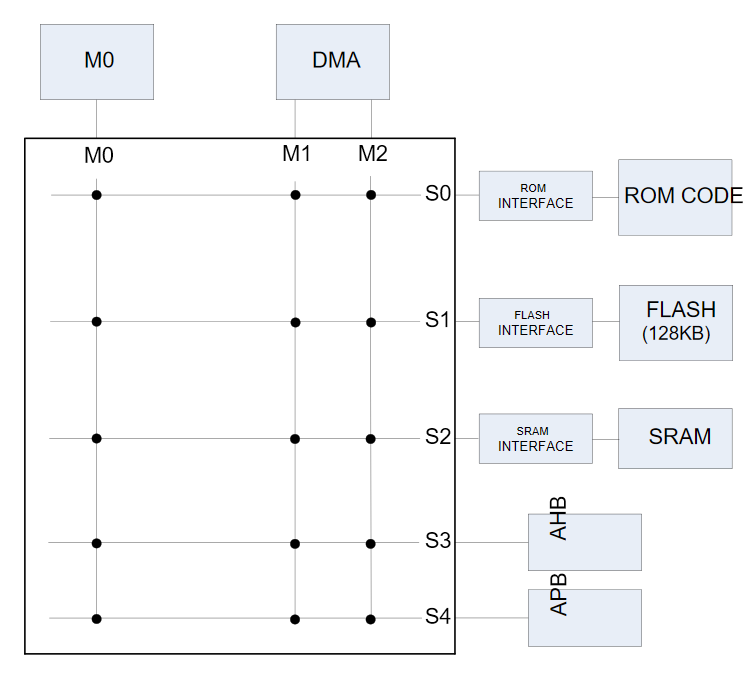 M0
DMA
M0
M1
M2
S0
ROM
INTERFACE
ROM CODE
S1
FLASH
INTERFACE
FLASH
(128KB)
S2
SRAM
INTERFACE
SRAM
S3
AHB
S4
APB